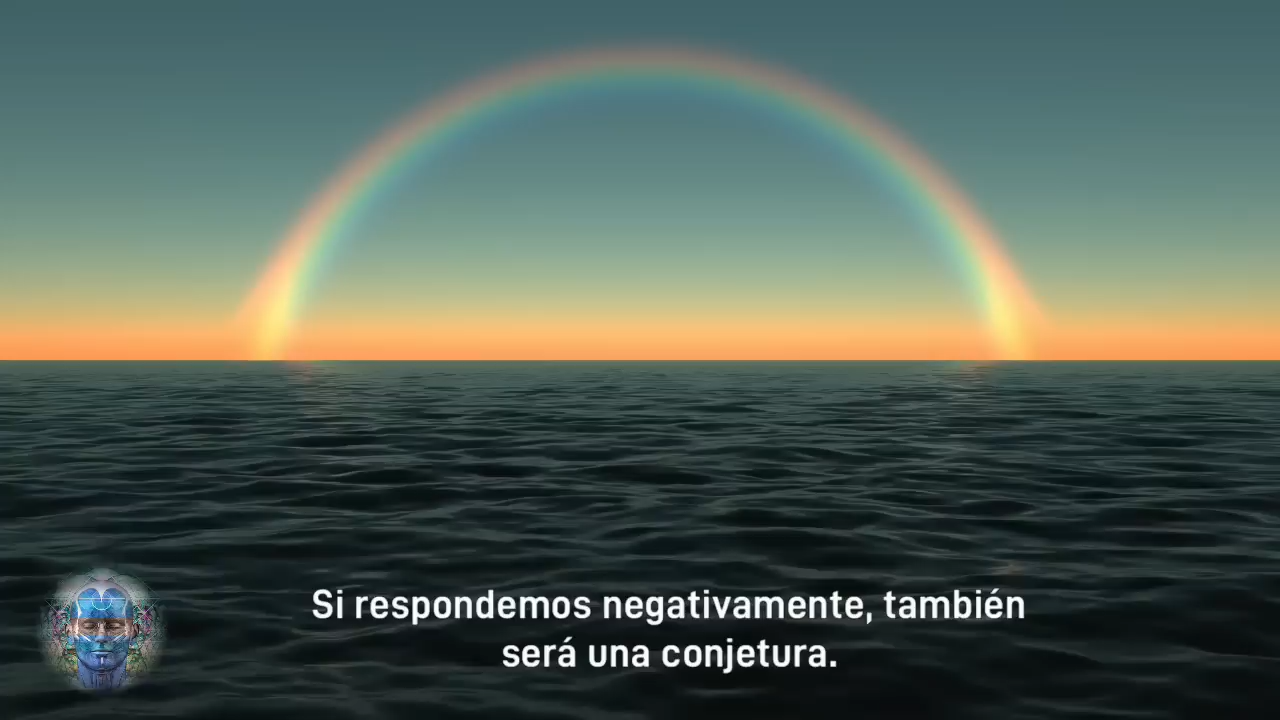 Si respondemos negativamente, también
será una conjetura.